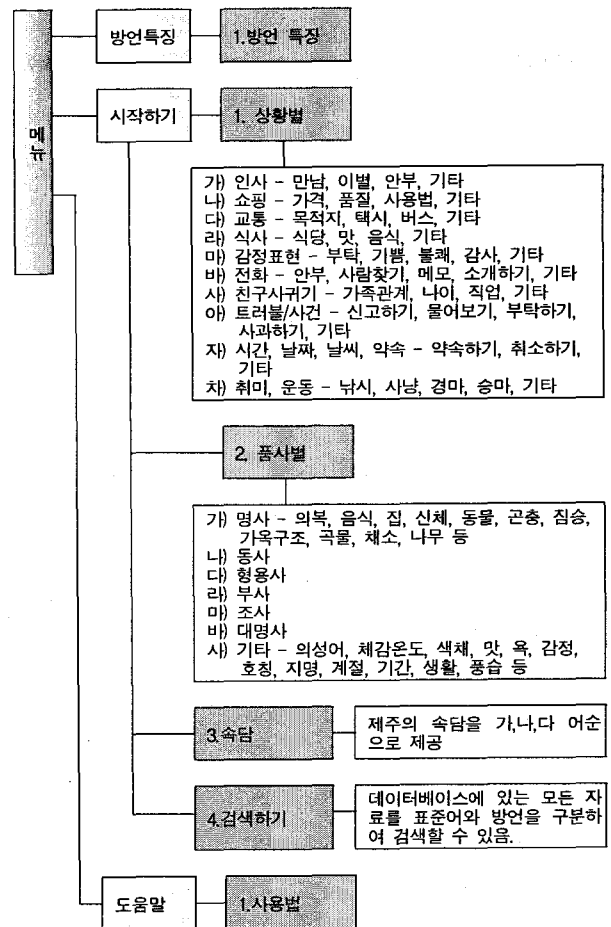 메뉴
방언특징
1.방언 특징
시작하기
1. 상황별
가) 인사 - 만남, 이별, 안부, 기타
나) 쇼핑 - 가격, 품질, 사용법, 기타
다) 교통 - 목적지, 택시, 버스, 기타
라) 식사 - 식당, 맛, 음식, 기타
마) 감정표현 - 부탁, 기쁨, 불쾌, 감사, 기타
바) 전화 - 안부, 사람찾기, 메모, 소개하기, 기타
사) 친구사귀기 - 가족관계, 나이, 직업, 기타
아) 트러블/사건 - 신고하기, 물어보기, 부탁하기,
사과하기, 기타
자) 시간, 날짜, 날씨, 약속 - 약속하기, 취소하기,
기타
차) 취미, 운동 - 낚시, 사냥, 경마, 승마, 기타
2. 품사별
가) 명사 - 의복, 음식, 집, 신체, 동물, 곤충, 짐승,
가옥구조, 곡물, 채소, 나무 등
나) 동사
다) 형용사
라) 부사
마) 조사
바) 대명사
사) 기타 - 의성어, 체감온도, 색채, 맛, 욕, 감정,
호칭, 지명, 계절, 기간, 생활, 풍습 등
3.속담
제주의 속담을 가,나,다 어순
으로 제공
4.검색하기
데이터베이스에 있는 모든 자
료를 표준어와 방언을 구분하
여 검색할 수 있음.
도움말
1.사용법